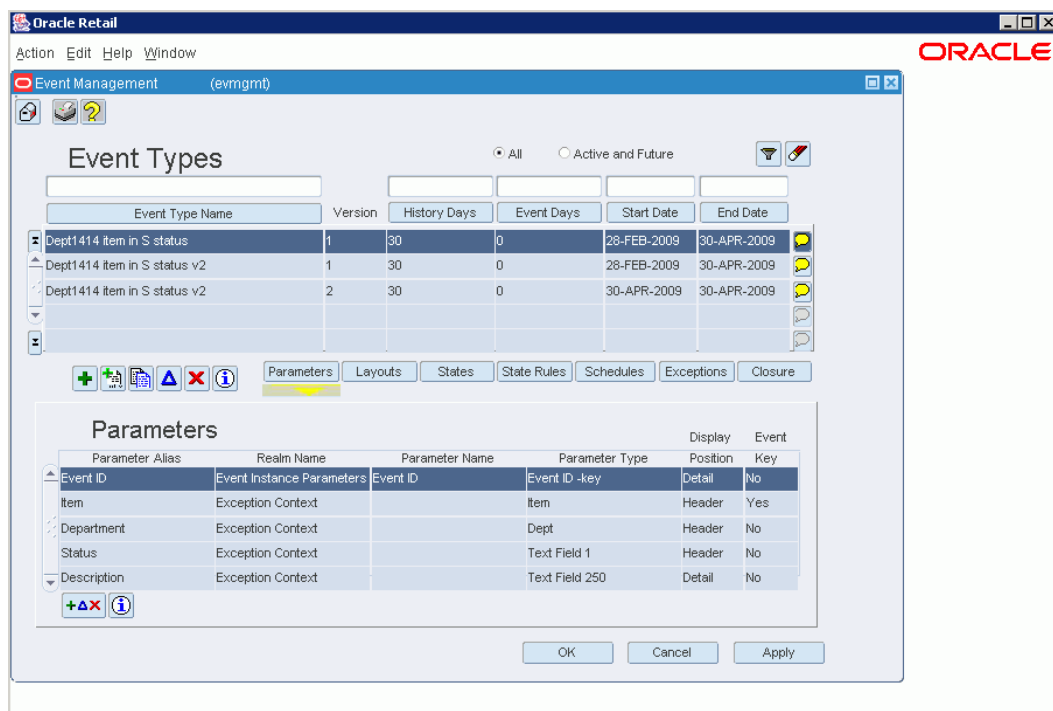 Oracle Retail
Action Edit Help Window
ORACLE
Event Management (evmgmt)
Event Types
All Active and Future
Event Type Name Version History Days Event Days Start Date End Date
Dept1414 item in S status 1 30 0 28-FEB-2009 30-APR-2009
Dept1414 item in S status v2 1 30 0 28-FEB-2009 30-APR-2009
Dept1414 item in S status v2 2 30 0 30-APR-2009 30-APR-2009
Parameters Layouts States State Rules Schedules Exceptions Closure
Parameters
Display Event
Parameter Alias Realm Name Parameter Name Parameter Type Position Key
Event ID Event Instance Parameters Event ID Event ID -key Detail No
Item Exception Context Item Header Yes
Department Exception Context Dept Header No
Status Exception Context Text Field 1 Header No
Description Exception Context Text Field 250 Detail No
OK Cancel Apply